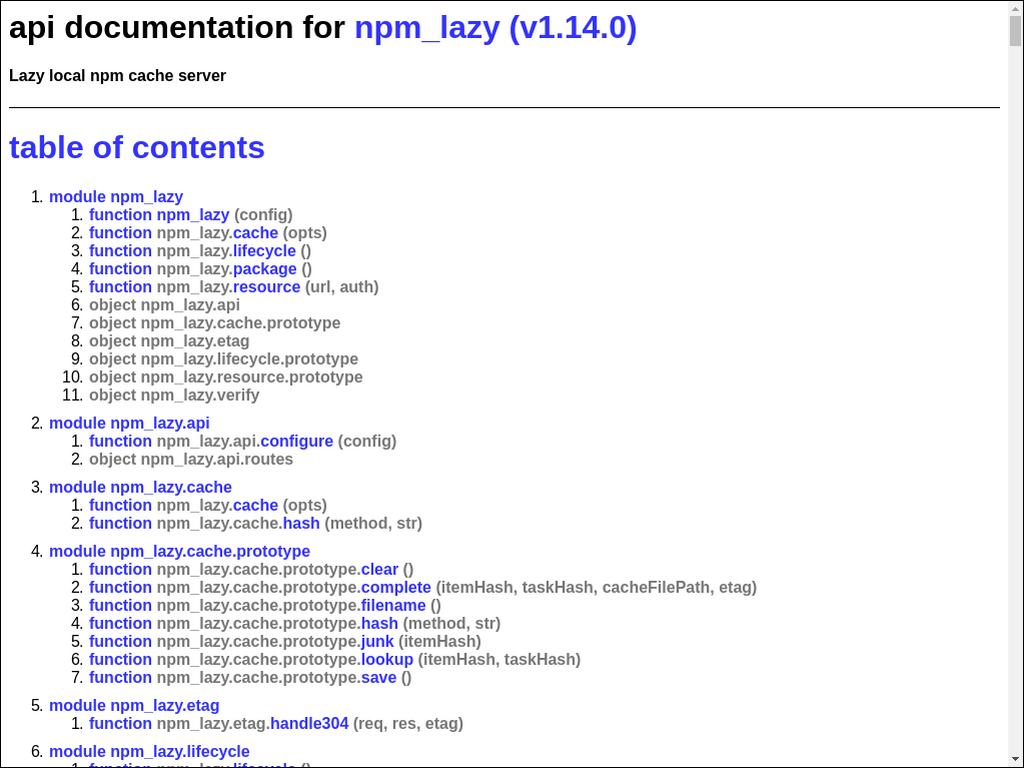 api documentation for npm_lazy (v1.14.0)
Lazy local npm cache server
table of contents
1. module npm_lazy
1. function npm_lazy (config)
2. function npm_lazy.cache (opts)
3. function npm_lazy.lifecycle ()
4. function npm_lazy.package ()
5. function npm_lazy.resource (url, auth)
6. object npm_lazy.api
7. object npm_lazy.cache.prototype
8. object npm_lazy.etag
9. object npm_lazy.lifecycle.prototype
10. object npm_lazy.resource.prototype
11. object npm_lazy.verify
2. module npm_lazy.api
1. function npm_lazy.api.configure (config)
2. object npm_lazy.api.routes
3. module npm_lazy.cache
1. function npm_lazy.cache (opts)
2. function npm_lazy.cache.hash (method, str)
4. module npm_lazy.cache.prototype
1. function npm_lazy.cache.prototype.clear ()
2. function npm_lazy.cache.prototype.complete (itemHash, taskHash, cacheFilePath, etag)
3. function npm_lazy.cache.prototype.filename ()
4. function npm_lazy.cache.prototype.hash (method, str)
5. function npm_lazy.cache.prototype.junk (itemHash)
6. function npm_lazy.cache.prototype.lookup (itemHash, taskHash)
7. function npm_lazy.cache.prototype.save ()
5. module npm_lazy.etag
1. function npm_lazy.etag.handle304 (req, res, etag)
6. module npm_lazy.lifecycle
1. function npm_lazy.lifecycle ()